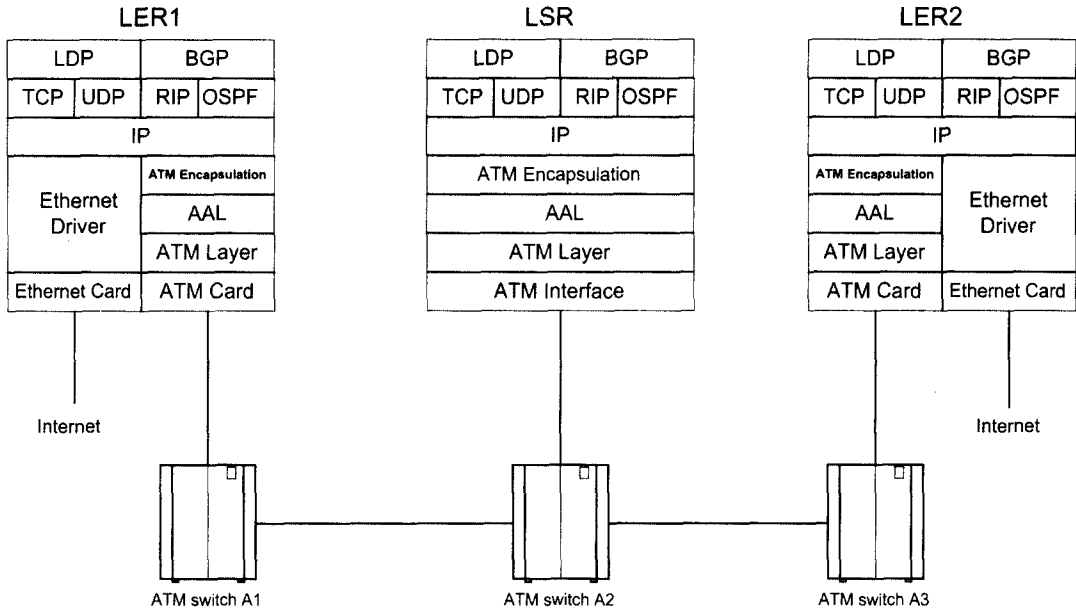 LER1 LSR LER2
LDP BGP LDP BGP LDP BGP
TCP UDP RIP OSPF TCP UDP RIP OSPF TCP UDP RIP OSPF
IP IP IP
Ethernet Driver
ATM Encapsulation
AAL
ATM Layer
Ethernet Card ATM Card
ATM Encapsulation
AAL
ATM Layer
ATM Interface
ATM Encapsulation
AAL
ATM Layer
Ethernet Driver
ATM Card Ethernet Card
Internet Internet
ATM switch A1 ATM switch A2 ATM switch A3